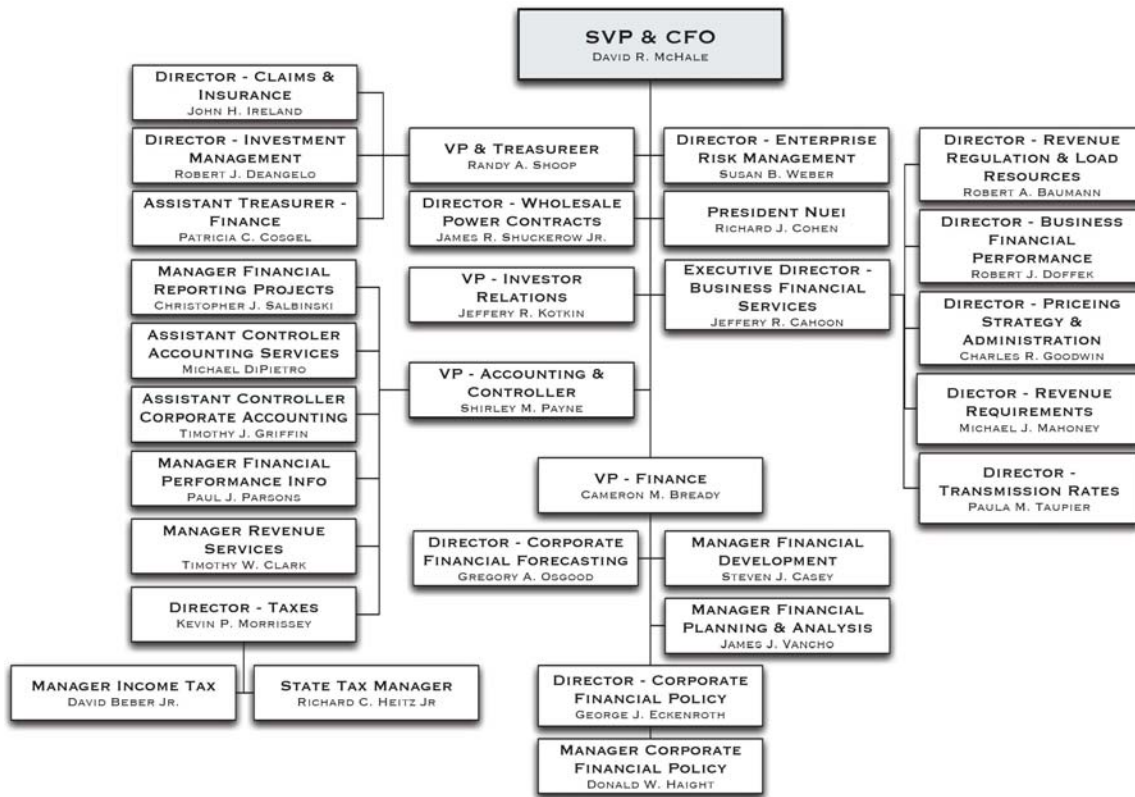 SVP & CFO
David R. McHale
Director - Claims &
Insurance
John H. Ireland
Director - Investment
Management
Robert J. Deangelo
Assistant Treasurer -
Finance
Patricia C. Cosgel
VP & Treasureer
Randy A. Shoop
Director - Wholesale
Power Contracts
James R. Shuckerow Jr.
VP - Investor
Relations
Jeffery R. Kotkin
Director - Enterprise
Risk Management
Susan B. Weber
President Nuei
Richard J. Cohen
Executive Director -
Business Financial
Services
Jeffery R. Cahoon
Director - Revenue
Regulation & Load
Resources
Robert A. Baumann
Director - Business
Financial
Performance
Robert J. Doffek
Director - Priceing
Strategy &
Administration
Charles R. Goodwin
Diector - Revenue
Requirements
Michael J. Mahoney
Director -
Transmission Rates
Paula M. Taupier
Manager Financial
Reporting Projects
Christopher J. Salbinski
Assistant Controler
Accounting Services
Michael DiPietro
Assistant Controller
Corporate Accounting
Timothy J. Griffin
Manager Financial
Performance Info
Paul J. Parsons
Manager Revenue
Services
Timothy W. Clark
Director - Taxes
Kevin P. Morrissey
VP - Accounting &
Controller
Shirley M. Payne
Manager Income Tax
David Beber Jr.
State Tax Manager
Richard C. Heitz Jr
VP - Finance
Cameron M. Bready
Director - Corporate
Financial Forecasting
Gregory A. Osgood
Manager Financial
Development
Steven J. Casey
Manager Financial
Planning & Analysis
James J. Vancho
Director - Corporate
Financial Policy
George J. Eckenroth
Manager Corporate
Financial Policy
Donald W. Haight